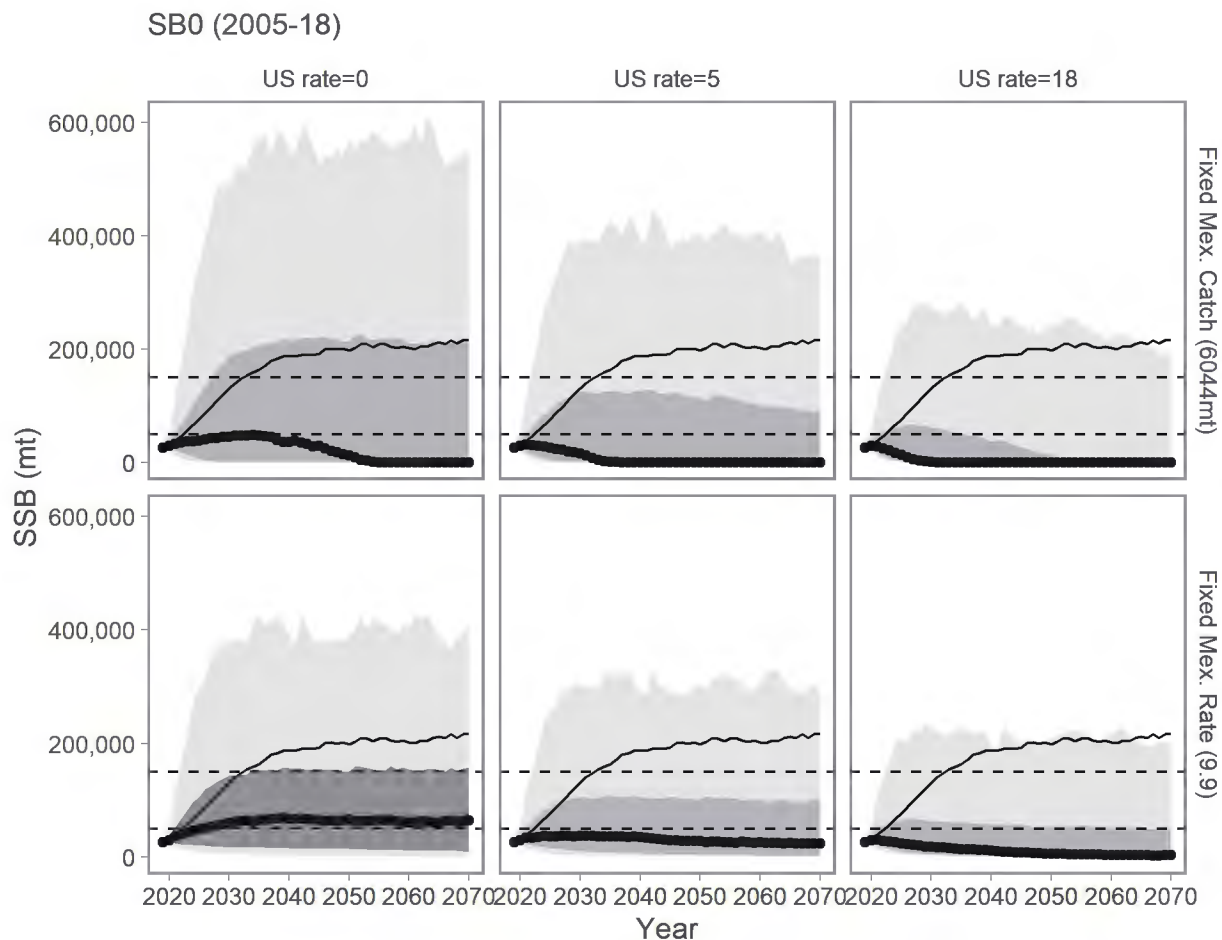 SB0 (2005-18)
US rate=0
US rate=5
US rate=18
600,000
400,000
200,000
0
Fixed Mex. Catch (6044mt)
SSB (mt)
600,000
400,000
200,000
0
Fixed Mex. Rate (9.9)
2020 2030 2040 2050 2060 2070
2020 2030 2040 2050 2060 2070
2020 2030 2040 2050 2060 2070
Year